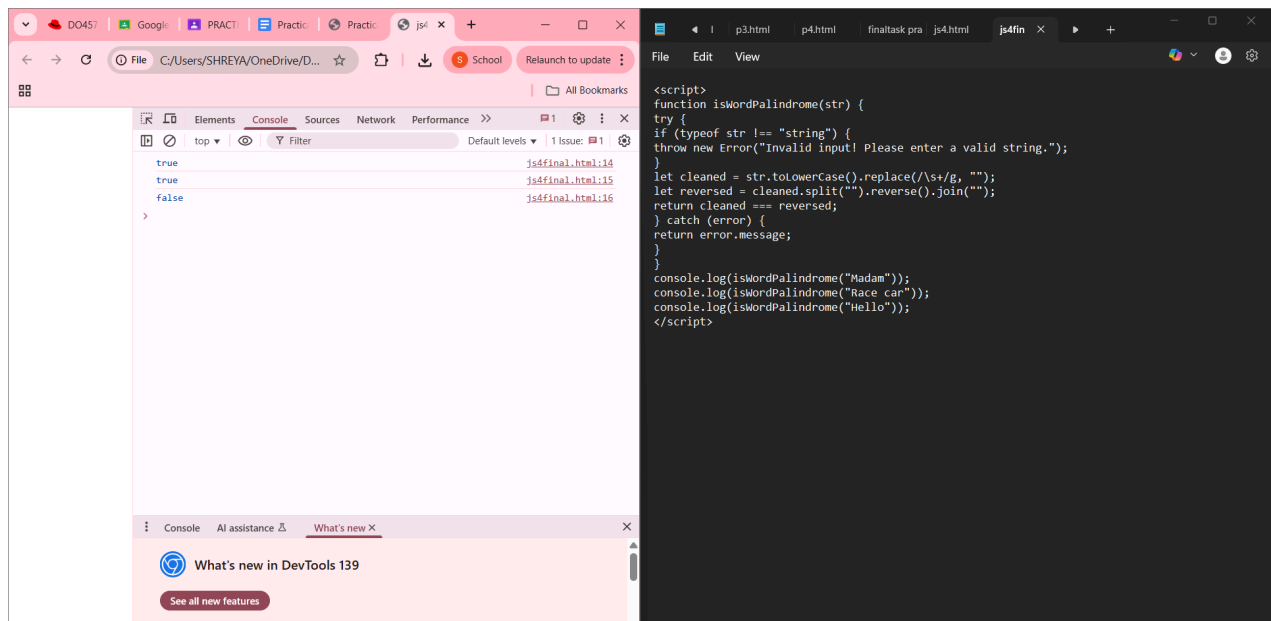 DO457
Google
PRACT
Practic
Practic
js4
File C:/Users/SHREYA/OneDrive/D...
S School
Relaunch to update
All Bookmarks
Elements Console Sources Network Performance
1
top Filter Default levels 1 Issue: 1
true js4final.html:14
true js4final.html:15
false js4final.html:16
Console AI assistance What's new
What's new in DevTools 139
See all new features
p3.html p4.html finaltask pra js4.html js4fin
File Edit View
<script>
function isWordPalindrome(str) {
try {
if (typeof str !== "string") {
throw new Error("Invalid input! Please enter a valid string.");
}
let cleaned = str.toLowerCase().replace(/\s+/g, "");
let reversed = cleaned.split("").reverse().join("");
return cleaned === reversed;
} catch (error) {
return error.message;
}
}
console.log(isWordPalindrome("Madam"));
console.log(isWordPalindrome("Race car"));
console.log(isWordPalindrome("Hello"));
</script>